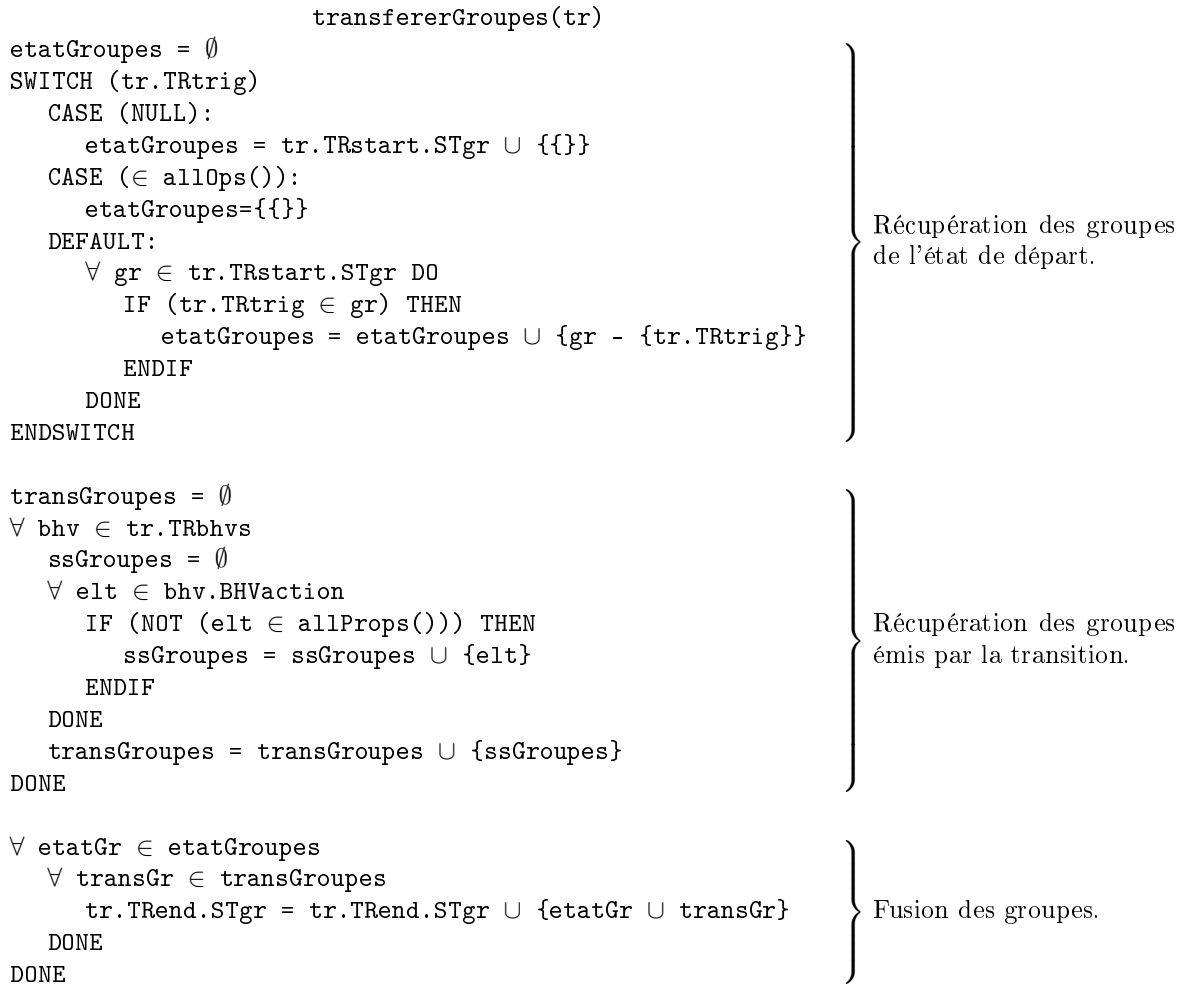 transfererGroupes(tr)
etatGroupes = ∅
SWITCH (tr.TRtrig)
CASE (NULL):
etatGroupes = tr.TRstart.STgr ∪ {{}}
CASE (∈ allOps()):
etatGroupes={{}}
DEFAULT:
∀ gr ∈ tr.TRstart.STgr DO
IF (tr.TRtrig ∈ gr) THEN
etatGroupes = etatGroupes ∪ {gr - {tr.TRtrig}}
ENDIF
DONE
ENDSWITCH
Récupération des groupes
de l'état de départ.
transGroupes = ∅
∀ bhv ∈ tr.TRbhvs
ssGroupes = ∅
∀ elt ∈ bhv.BHVaction
IF (NOT (elt ∈ allProps())) THEN
ssGroupes = ssGroupes ∪ {elt}
ENDIF
DONE
transGroupes = transGroupes ∪ {ssGroupes}
DONE
Récupération des groupes
émis par la transition.
∀ etatGr ∈ etatGroupes
∀ transGr ∈ transGroupes
tr.TRend.STgr = tr.TRend.STgr ∪ {etatGr ∪ transGr}
DONE
DONE
Fusion des groupes.